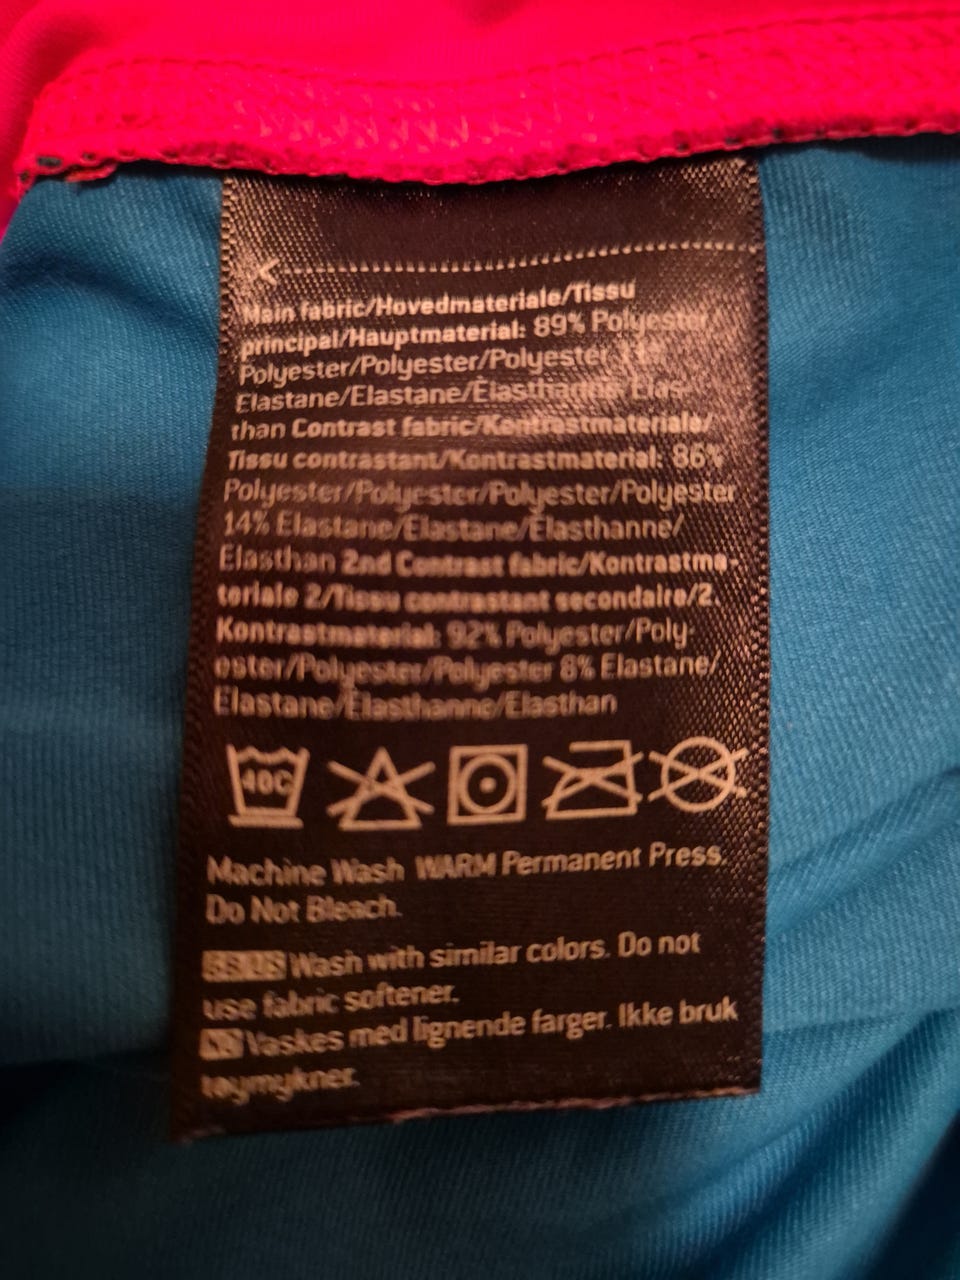 Main fabric/Hovedmateriale/Tissu
principal/Hauptmaterial: 89% Polyester/
Polyester/Polyester/Polyester 11%
Elastane/Elastane/Élasthanne/Elas-
than Contrast fabric/Kontrastmateriale/
Tissu contrastant/Kontrastmaterial: 86%
Polyester/Polyester/Polyester/Polyester
14% Elastane/Elastane/Élasthanne/
Elasthan 2nd Contrast fabric/Kontrastma-
teriale 2/Tissu contrastant secondaire/2.
Kontrastmaterial: 92% Polyester/Poly-
ester/Polyester/Polyester 8% Elastane/
Elastane/Élasthanne/Elasthan
40C
Machine Wash WARM Permanent Press.
Do Not Bleach.
Wash with similar colors. Do not
use fabric softener.
Vaskes med lignende farger. Ikke bruk
tøymykner.